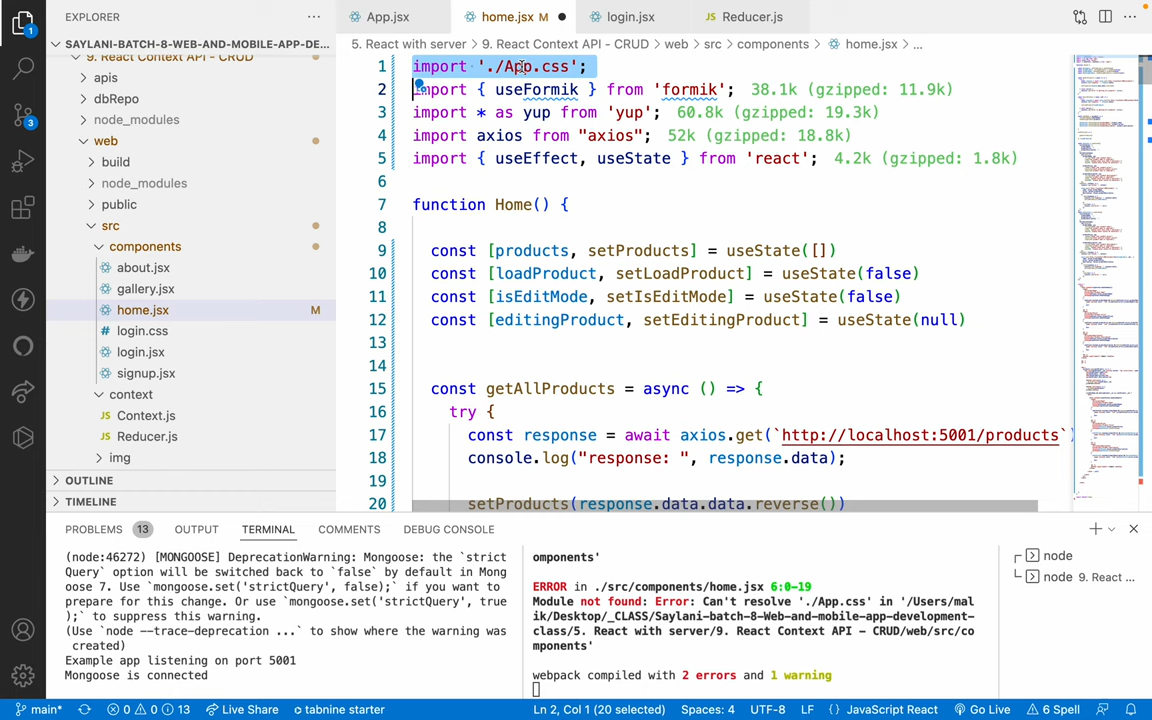 App.jsx
home.jsx M
login.jsx
JS Reducer.js
EXPLORER
5. React with server > 9. React Context API - CRUD > web > src > components > home.jsx > ...
SAYLANI-BATCH-8-WEB-AND-MOBILE-APP-DE...
9. React Context API - CRUD
apis
dbRepo
node_modules
web
build
node_modules
public
src
components
about.jsx
gallery.jsx
home.jsx M
login.css
login.jsx
signup.jsx
context
JS Context.js
JS Reducer.js
img
OUTLINE
TIMELINE
1
3
1 import './App.css';
2 import { useFormik } from 'formik'; 38.1k (gzipped: 11.9k)
3 import * as yup from 'yup'; 60.8k (gzipped: 19.3k)
4 import axios from "axios"; 52k (gzipped: 18.8k)
5 import { useEffect, useState } from 'react'; 4.2k (gzipped: 1.8k)
6
7 function Home() {
8
9 const [products, setProducts] = useState([])
10 const [loadProduct, setLoadProduct] = useState(false)
11 const [isEditMode, setIsEditMode] = useState(false)
12 const [editingProduct, setEditingProduct] = useState(null)
13
14
15 const getAllProducts = async () => {
16 try {
17 const response = await axios.get(`http://localhost:5001/products`)
18 console.log("response: ", response.data);
19
20 setProducts(response.data.data.reverse())
PROBLEMS 13 OUTPUT TERMINAL COMMENTS DEBUG CONSOLE
(node:46272) [MONGOOSE] DeprecationWarning: Mongoose: the `strict
Query` option will be switched back to `false` by default in Mong
oose 7. Use `mongoose.set('strictQuery', false);` if you want to
prepare for this change. Or use `mongoose.set('strictQuery', true
);` to suppress this warning.
(Use `node --trace-deprecation ...` to show where the warning was
created)
Example app listening on port 5001
Mongoose is connected
omponents'
ERROR in ./src/components/home.jsx 6:0-19
Module not found: Error: Can't resolve './App.css' in '/Users/mal
ik/Desktop/_CLASS/Saylani-batch-8-Web-and-mobile-app-development-
class/5. React with server/9. React Context API - CRUD/web/src/co
mponents'
webpack compiled with 2 errors and 1 warning
node
node 9. React ...
main* 0 0 13 Live Share tabnine starter Ln 2, Col 1 (20 selected) Spaces: 4 UTF-8 LF {} JavaScript React Go Live 6 Spell